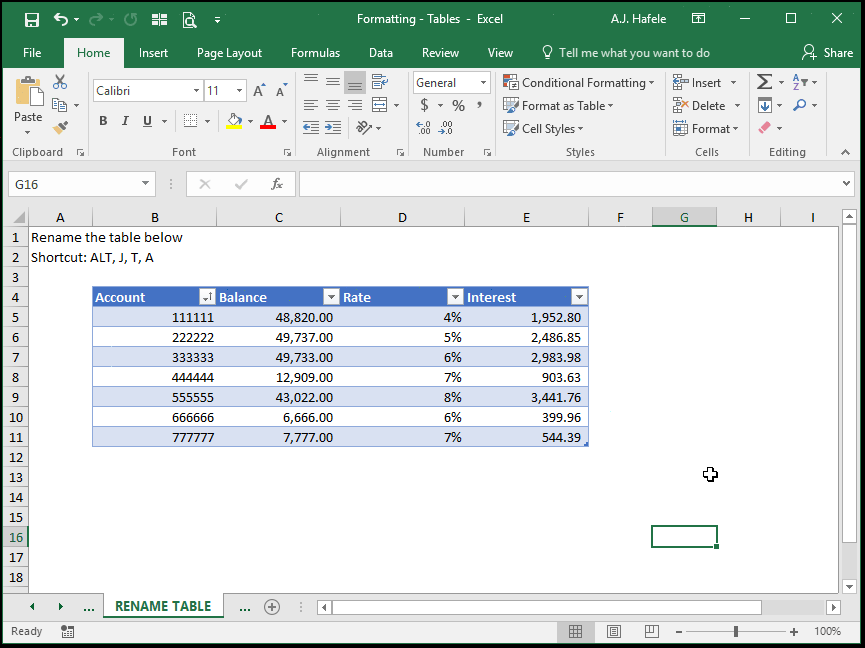 Formatting - Tables - Excel A.J. Hafele
File Home Insert Page Layout Formulas Data Review View Tell me what you want to do Share
Calibri 11 A A General Conditional Formatting Insert Σ
Paste $ % , Format as Table Delete
B I U A Cell Styles Format
Clipboard Font Alignment Number Styles Cells Editing
G16 fx
A B C D E F G H I
1 Rename the table below
2 Shortcut: ALT, J, T, A
3
4 Account Balance Rate Interest
5 111111 48,820.00 4% 1,952.80
6 222222 49,737.00 5% 2,486.85
7 333333 49,733.00 6% 2,983.98
8 444444 12,909.00 7% 903.63
9 555555 43,022.00 8% 3,441.76
10 666666 6,666.00 6% 399.96
11 777777 7,777.00 7% 544.39
12
13
14
15
16
17
18
... RENAME TABLE ...
Ready 100%